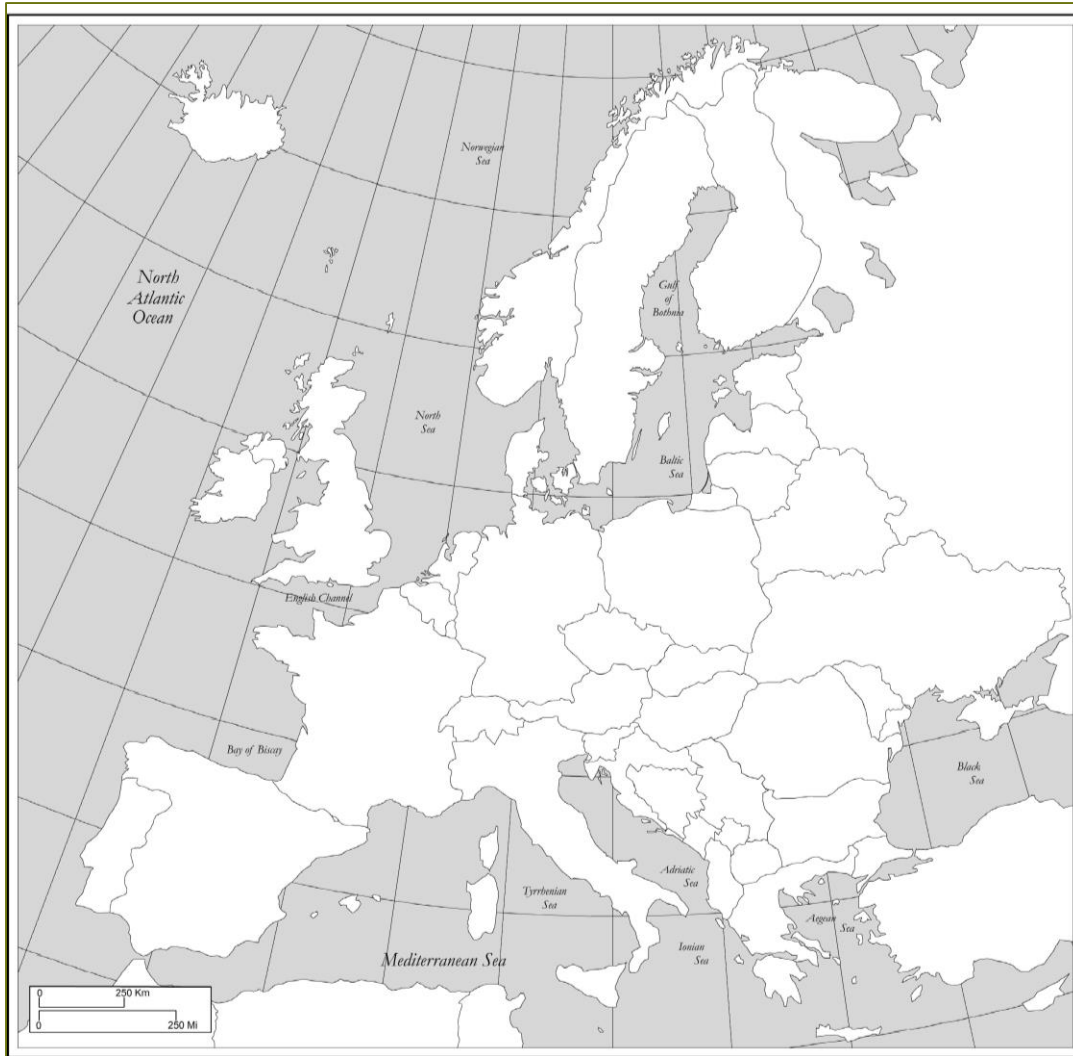 Norwegian
Sea
North
Atlantic
Ocean
Gulf
of
Bothnia
North
Sea
Baltic
Sea
English Channel
Bay of Biscay
Black
Sea
Adriatic
Sea
Tyrrhenian
Sea
Aegean
Sea
Ionian
Sea
Mediterranean Sea
0 250 Km
0 250 Mi